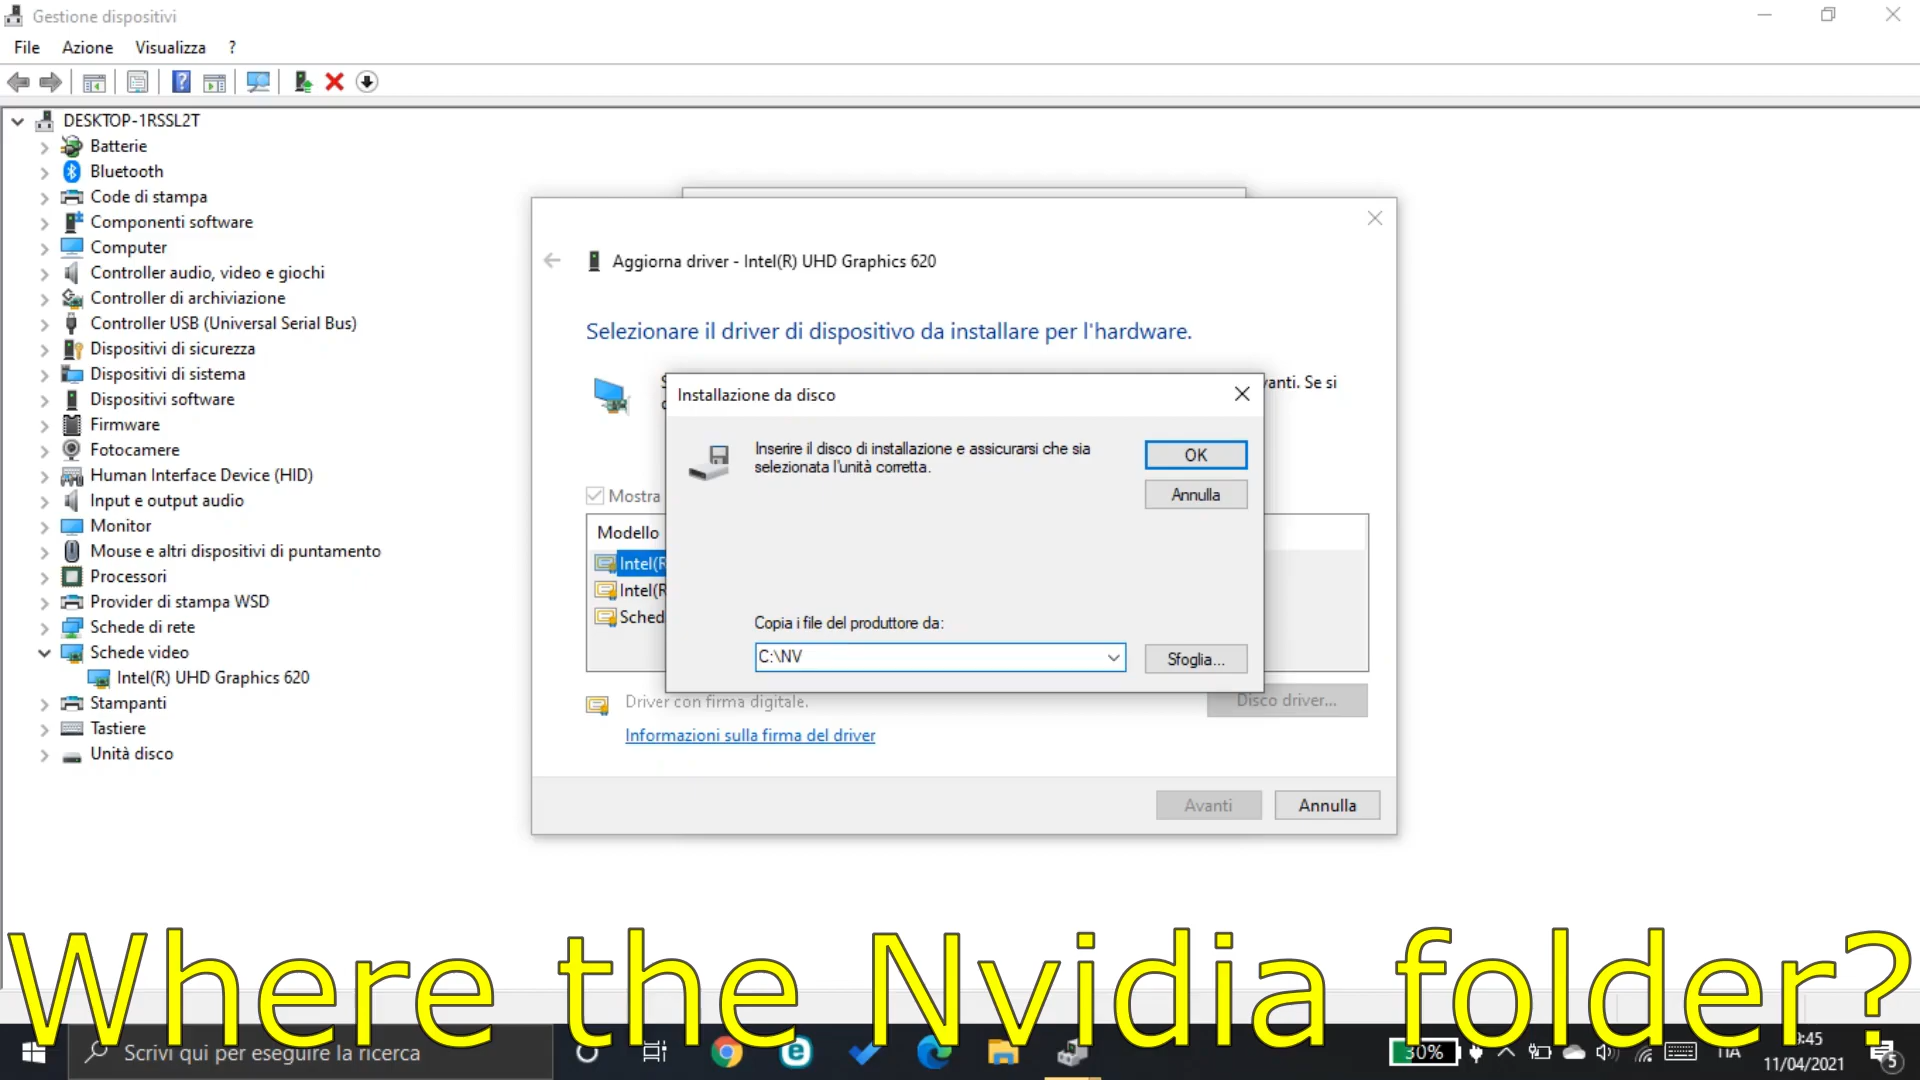 Gestione dispositivi
File Azione Visualizza ?
DESKTOP-1RSSL2T
Batterie
Bluetooth
Code di stampa
Componenti software
Computer
Controller audio, video e giochi
Controller di archiviazione
Controller USB (Universal Serial Bus)
Dispositivi di sicurezza
Dispositivi di sistema
Dispositivi software
Firmware
Fotocamere
Human Interface Device (HID)
Input e output audio
Monitor
Mouse e altri dispositivi di puntamento
Processori
Provider di stampa WSD
Schede di rete
Schede video
Intel(R) UHD Graphics 620
Stampanti
Tastiere
Unità disco
Aggiorna driver - Intel(R) UHD Graphics 620
Selezionare il driver di dispositivo da installare per l'hardware.
vanti. Se si
Installazione da disco
Inserire il disco di installazione e assicurarsi che sia
selezionata l'unità corretta.
OK
Annulla
Mostra
Modello
Intel(R
Intel(R
Sched
Copia i file del produttore da:
C:\NV
Sfoglia...
Driver con firma digitale.
Disco driver...
Informazioni sulla firma del driver
Avanti Annulla
Where the Nvidia folder?
Scrivi qui per eseguire la ricerca
30%
:45
11/04/2021
5